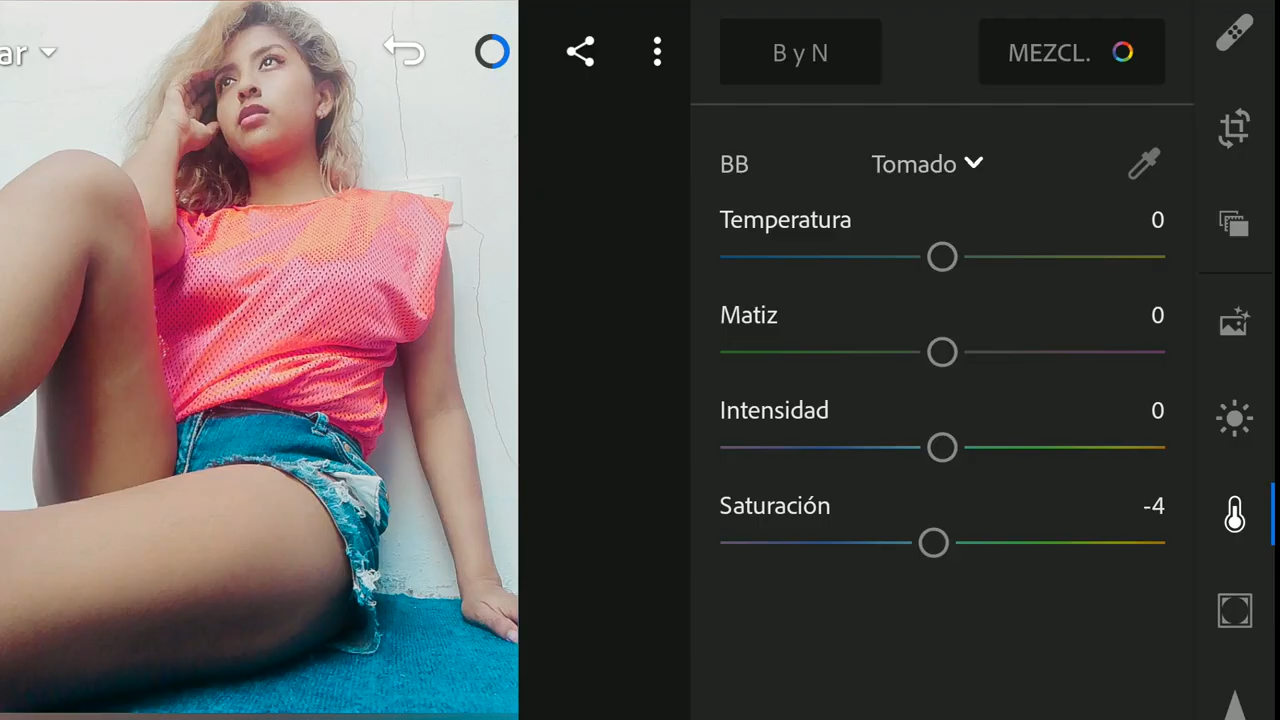 ar
B y N
MEZCL.
BB Tomado
Temperatura 0
Matiz 0
Intensidad 0
Saturación -4